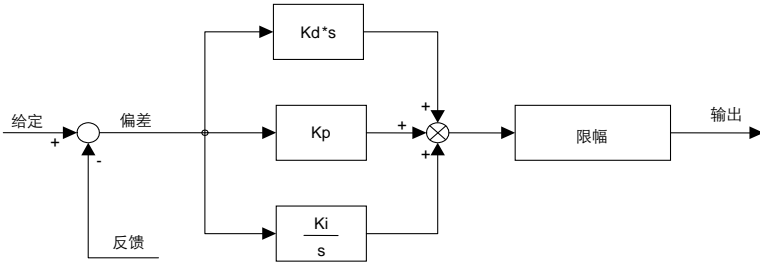 Kd*s
+
给定
偏差
+
Kp
+
限幅
输出
-
+
反馈
Ki
s